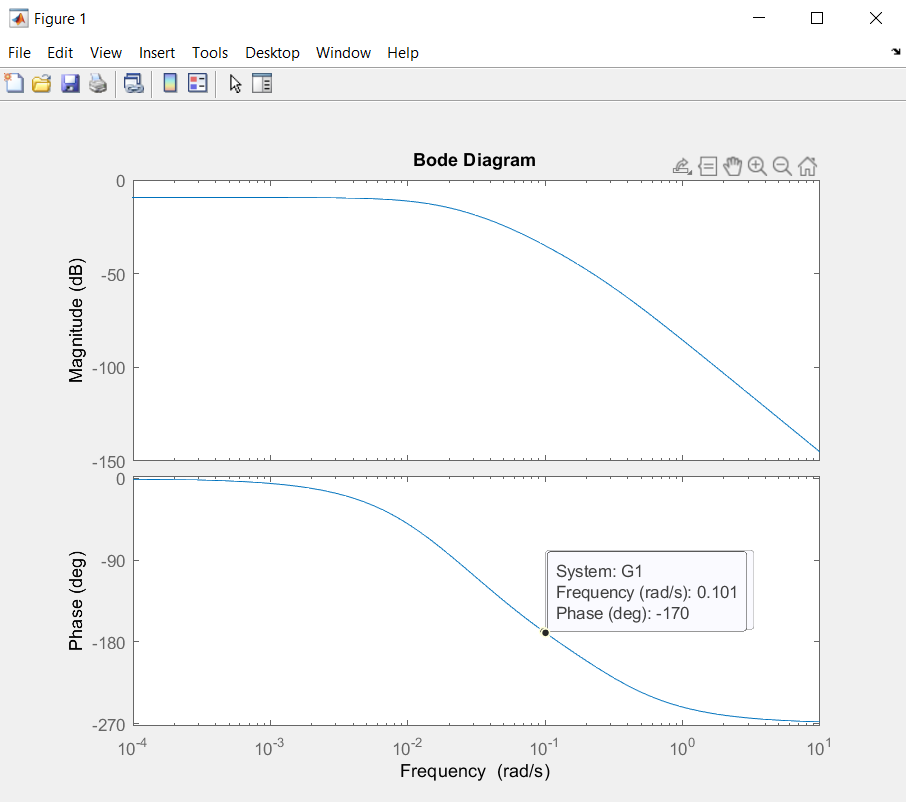 Figure 1
File Edit View Insert Tools Desktop Window Help
Bode Diagram
Magnitude (dB)
0
-50
-100
-150
Phase (deg)
0
-90
-180
-270
System: G1
Frequency (rad/s): 0.101
Phase (deg): -170
10^-4 10^-3 10^-2 10^-1 10^0 10^1
Frequency (rad/s)